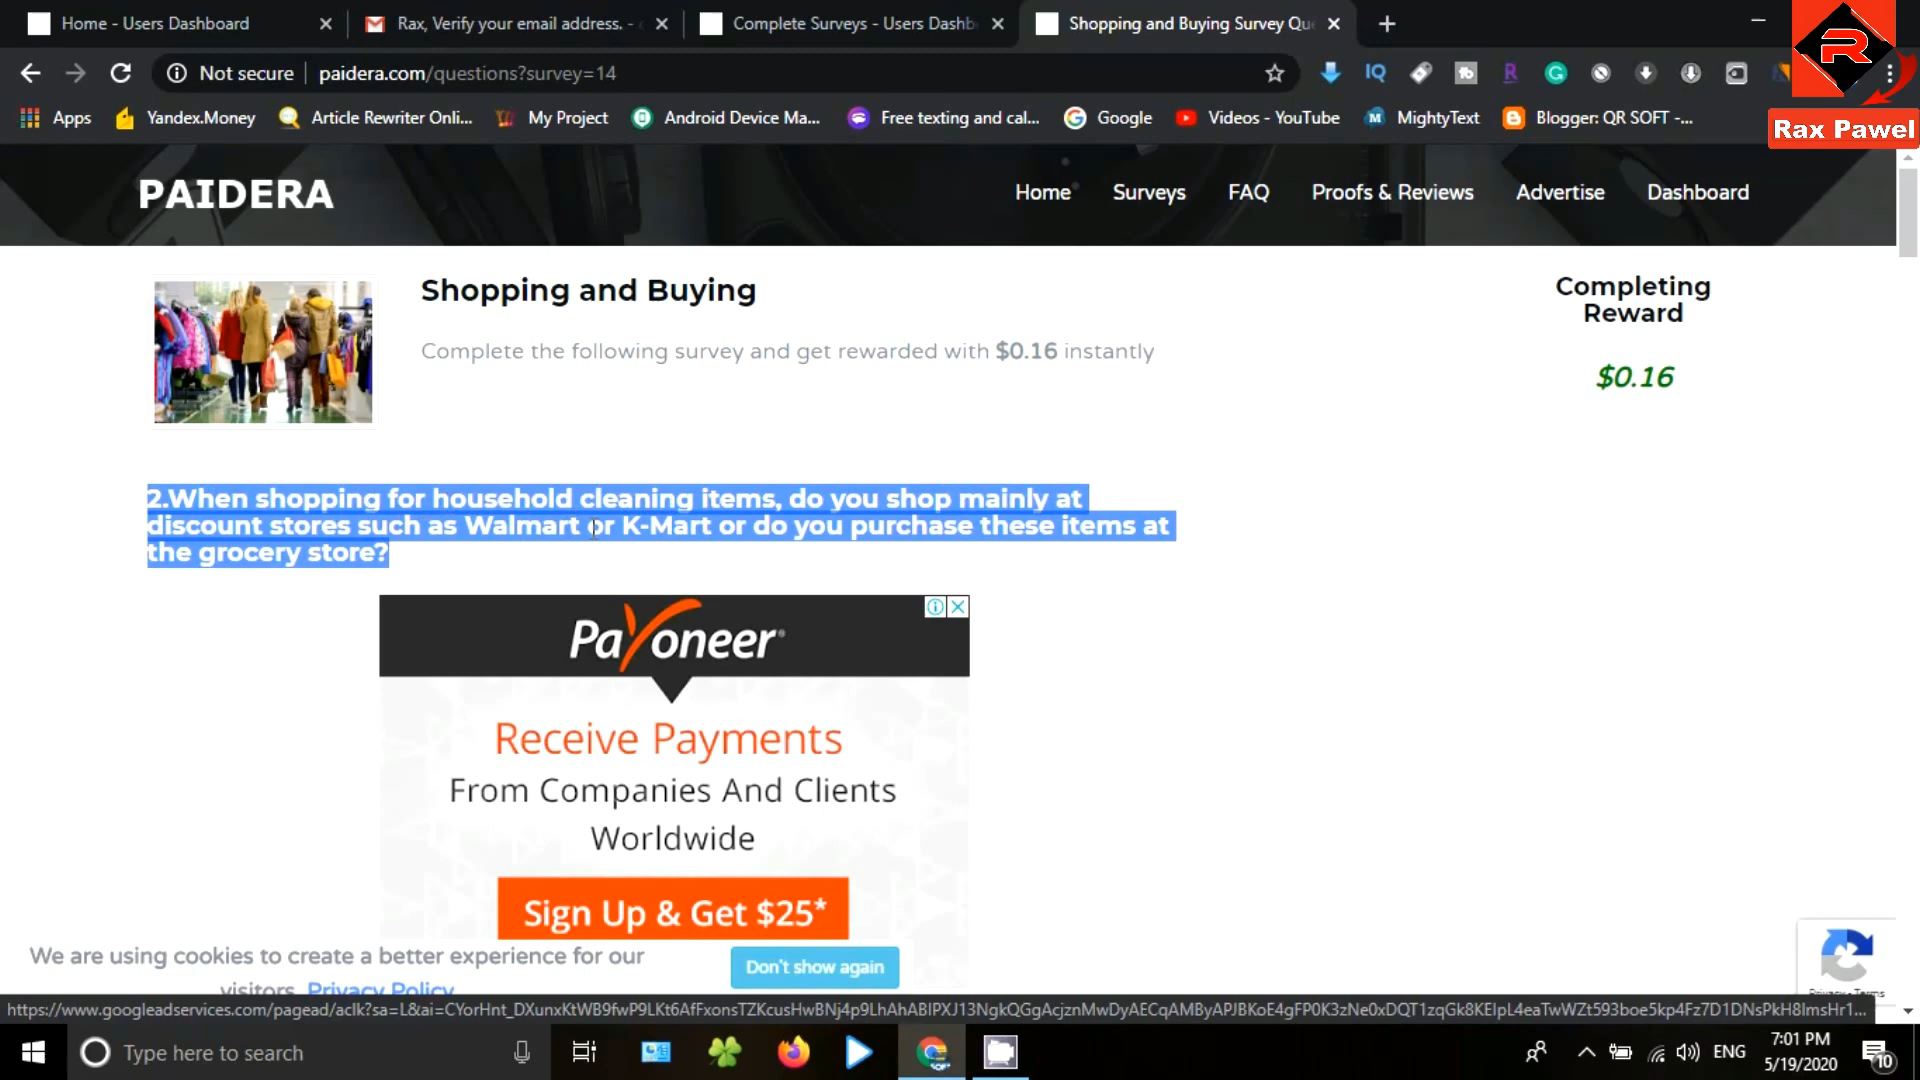 Home - Users Dashboard
Rax, Verify your email address. -
Complete Surveys - Users Dashb
Shopping and Buying Survey Qu
Not secure
paidera.com/questions?survey=14
IQ
R
Rax Pawel
Apps
Yandex.Money
Article Rewriter Onli...
My Project
Android Device Ma...
Free texting and cal...
Google
Videos - YouTube
MightyText
Blogger: QR SOFT -...
PAIDERA
Home
Surveys
FAQ
Proofs & Reviews
Advertise
Dashboard
Shopping and Buying
Complete the following survey and get rewarded with $0.16 instantly
Completing
Reward
$0.16
2.When shopping for household cleaning items, do you shop mainly at
discount stores such as Walmart or K-Mart or do you purchase these items at
the grocery store?
Payoneer
Receive Payments
From Companies And Clients
Worldwide
Sign Up & Get $25*
We are using cookies to create a better experience for our
visitors. Privacy Policy
Don't show again
Privacy - Terms
Type here to search
ENG
7:01 PM
5/19/2020
10